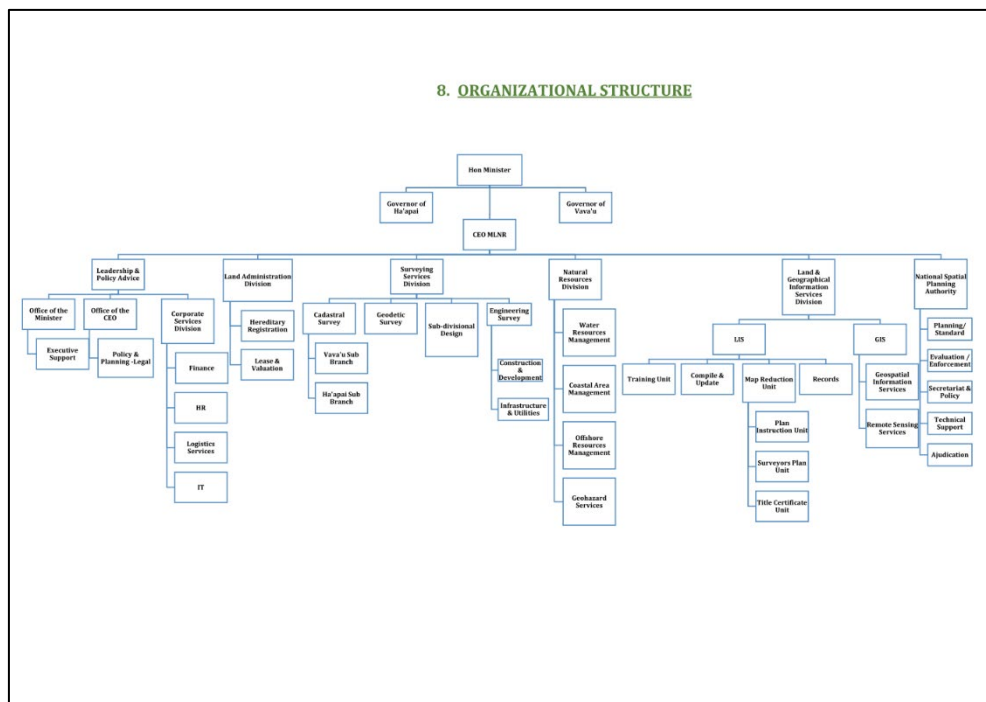 8. ORGANIZATIONAL STRUCTURE
Hon Minister
Governor of
Ha'apai
Governor of
Vava'u
CEO MLNR
Leadership &
Policy Advice
Land Administration
Division
Surveying
Services
Division
Natural
Resources
Division
Land &
Geographical
Information
Services
Division
National Spatial
Planning
Authority
Office of the
Minister
Office of the
CEO
Corporate
Services
Division
Executive
Support
Policy &
Planning -Legal
Finance
HR
Logistics
Services
IT
Hereditary
Registration
Lease &
Valuation
Cadastral
Survey
Geodetic Survey
Sub-divisional
Design
Engineering
Survey
Vava'u Sub
Branch
Ha'apai Sub
Branch
Construction
&
Development
Infrastructure
& Utilities
Water
Resources
Management
Coastal Area
Management
Offshore
Resources
Management
Geohazard
Services
LIS
GIS
Training Unit
Compile &
Update
Map Reduction
Unit
Records
Plan
Instruction Unit
Surveyors Plan
Unit
Title Certificate
Unit
Geospatial
Information
Services
Remote Sensing
Services
Planning/
Standard
Evaluation /
Enforcement
Secretariat &
Policy
Technical
Support
Ajudication